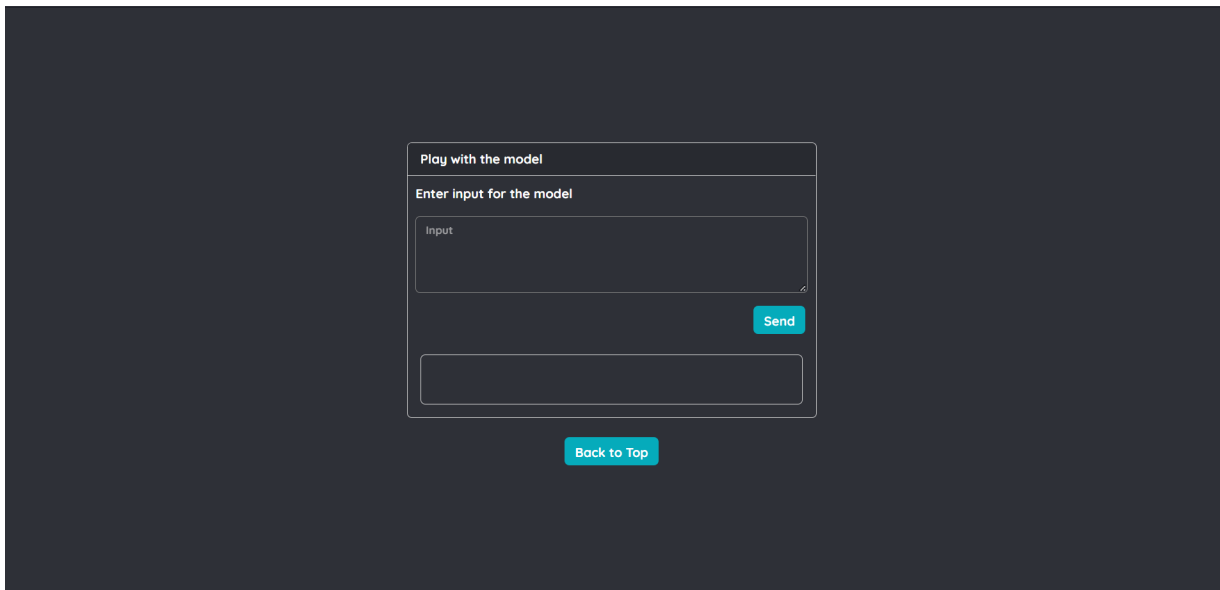 Play with the model
Enter input for the model
Input
Send
Back to Top